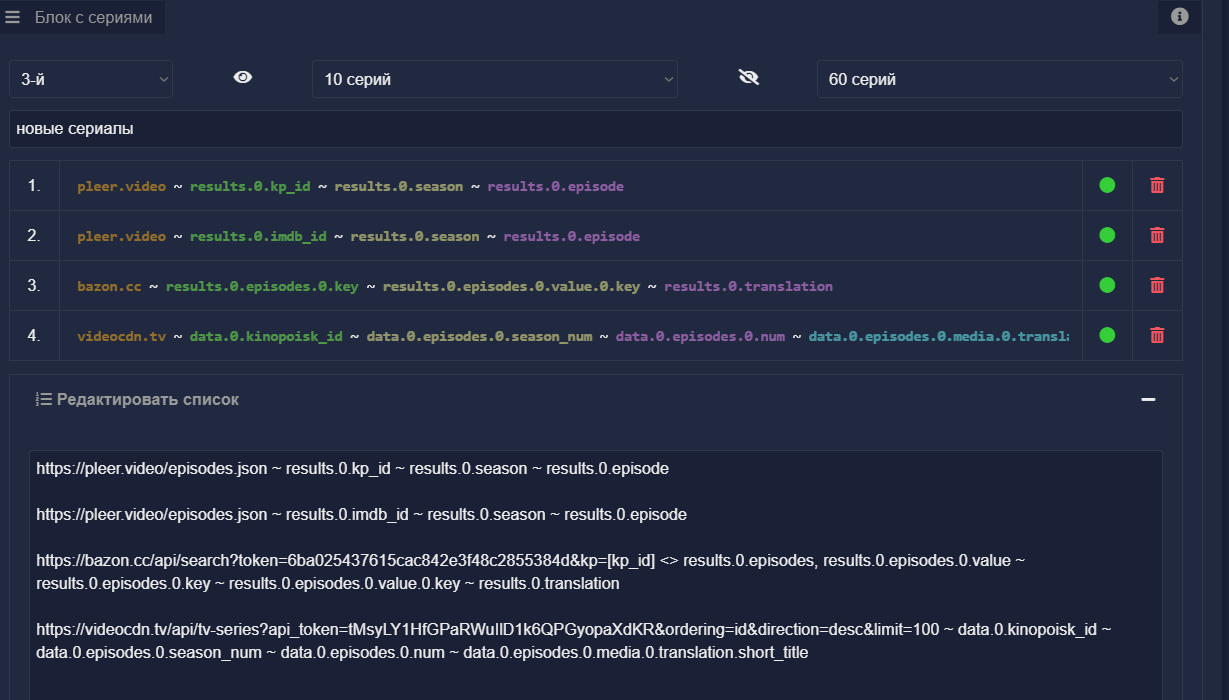 Блок с сериями
3-й
10 серий
60 серий
новые сериалы
1. pleer.video ~ results.0.kp_id ~ results.0.season ~ results.0.episode
2. pleer.video ~ results.0.imdb_id ~ results.0.season ~ results.0.episode
3. bazon.cc ~ results.0.episodes.0.key ~ results.0.episodes.0.value.0.key ~ results.0.translation
4. videocdn.tv ~ data.0.kinopoisk_id ~ data.0.episodes.0.season_num ~ data.0.episodes.0.num ~ data.0.episodes.0.media.0.transla
Редактировать список
https://pleer.video/episodes.json ~ results.0.kp_id ~ results.0.season ~ results.0.episode
https://pleer.video/episodes.json ~ results.0.imdb_id ~ results.0.season ~ results.0.episode
https://bazon.cc/api/search?token=6ba025437615cac842e3f48c2855384d&kp=[kp_id] <> results.0.episodes, results.0.episodes.0.value ~
results.0.episodes.0.key ~ results.0.episodes.0.value.0.key ~ results.0.translation
https://videocdn.tv/api/tv-series?api_token=tMsyLY1HfGPaRWuIlD1k6QPGyopaXdKR&ordering=id&direction=desc&limit=100 ~ data.0.kinopoisk_id ~
data.0.episodes.0.season_num ~ data.0.episodes.0.num ~ data.0.episodes.0.media.0.translation.short_title